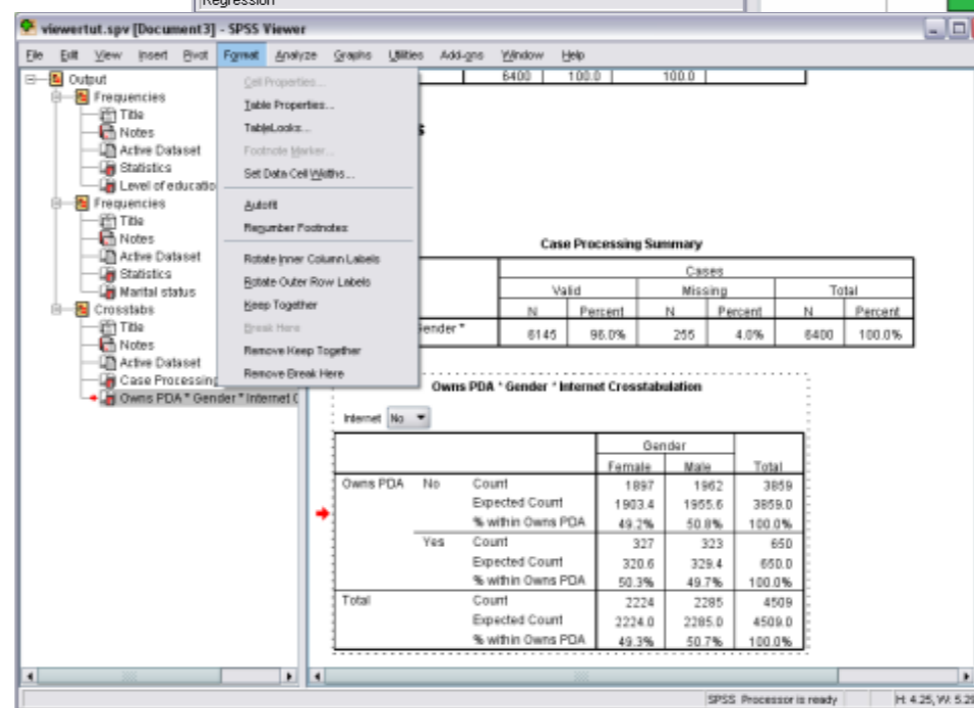 Regression
viewertut.spv [Document3] - SPSS Viewer
File Edit View Insert Pivot Format Analyze Graphs Utilities Add-ons Window Help
Output
Frequencies
Title
Notes
Active Dataset
Statistics
Level of educatio
Frequencies
Title
Notes
Active Dataset
Statistics
Marital status
Crosstabs
Title
Notes
Active Dataset
Case Processing
Owns PDA * Gender * Internet C
Cell Properties...
Table Properties...
TableLooks...
Footnote Marker...
Set Data Cell Widths...
Autofit
Renumber Footnotes
Rotate Inner Column Labels
Rotate Outer Row Labels
Keep Together
Break Here
Remove Keep Together
Remove Break Here
6400 100.0 100.0
s
Case Processing Summary
Cases
Valid Missing Total
N Percent N Percent N Percent
Gender * 6145 96.0% 255 4.0% 6400 100.0%
Owns PDA * Gender * Internet Crosstabulation
Internet No
Gender
Female Male Total
Owns PDA No Count 1897 1962 3859
Expected Count 1903.4 1955.6 3859.0
% within Owns PDA 49.2% 50.8% 100.0%
Yes Count 327 323 650
Expected Count 320.6 329.4 650.0
% within Owns PDA 50.3% 49.7% 100.0%
Total Count 2224 2285 4509
Expected Count 2224.0 2285.0 4509.0
% within Owns PDA 49.3% 50.7% 100.0%
SPSS Processor is ready H: 4.25, W: 5.20